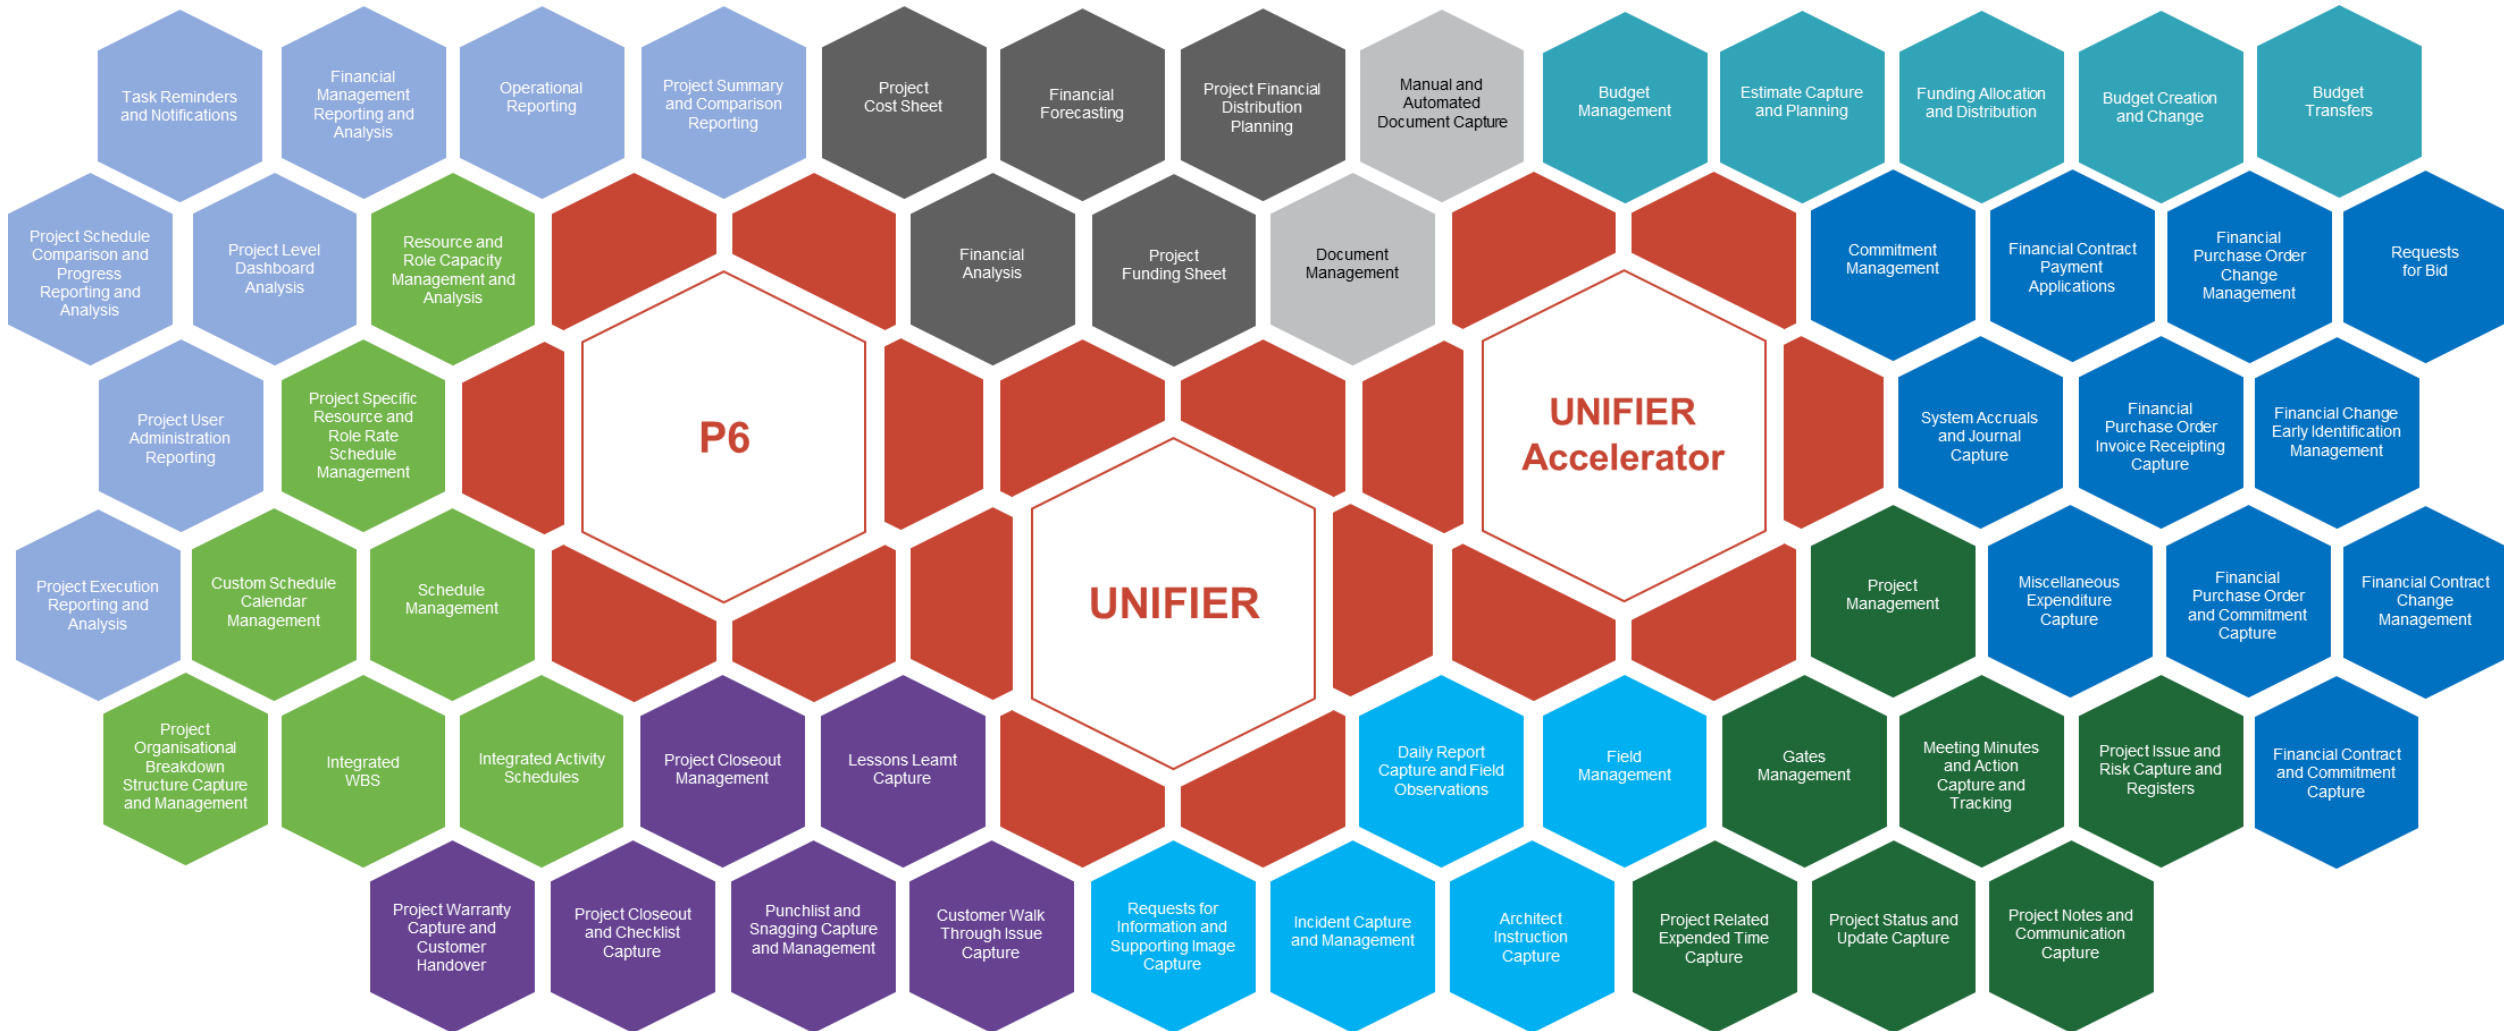 Task Reminders
and Notifications
Financial
Management
Reporting and
Analysis
Operational
Reporting
Project Summary
and Comparison
Reporting
Project
Cost Sheet
Financial
Forecasting
Project Financial
Distribution
Planning
Manual and
Automated
Document Capture
Budget
Management
Estimate Capture
and Planning
Funding Allocation
and Distribution
Budget Creation
and Change
Budget
Transfers
Project Schedule
Comparison and
Progress
Reporting and
Analysis
Project Level
Dashboard
Analysis
Resource and
Role Capacity
Management and
Analysis
Financial
Analysis
Project
Funding Sheet
Document
Management
Commitment
Management
Financial Contract
Payment
Applications
Financial
Purchase Order
Change
Management
Requests
for Bid
Project User
Administration
Reporting
Project Specific
Resource and
Role Rate
Schedule
Management
P6
UNIFIER
Accelerator
System Accruals
and Journal
Capture
Financial
Purchase Order
Invoice Receipting
Capture
Financial Change
Early Identification
Management
Project Execution
Reporting and
Analysis
Custom Schedule
Calendar
Management
Schedule
Management
UNIFIER
Project
Management
Miscellaneous
Expenditure
Capture
Financial
Purchase Order
and Commitment
Capture
Financial Contract
Change
Management
Project
Organisational
Breakdown
Structure Capture
and Management
Integrated
WBS
Integrated Activity
Schedules
Project Closeout
Management
Lessons Learnt
Capture
Daily Report
Capture and Field
Observations
Field
Management
Gates
Management
Meeting Minutes
and Action
Capture and
Tracking
Project Issue and
Risk Capture and
Registers
Financial Contract
and Commitment
Capture
Project Warranty
Capture and
Customer
Handover
Project Closeout
and Checklist
Capture
Punchlist and
Snagging Capture
and Management
Customer Walk
Through Issue
Capture
Requests for
Information and
Supporting Image
Capture
Incident Capture
and Management
Architect
Instruction
Capture
Project Related
Expended Time
Capture
Project Status and
Update Capture
Project Notes and
Communication
Capture